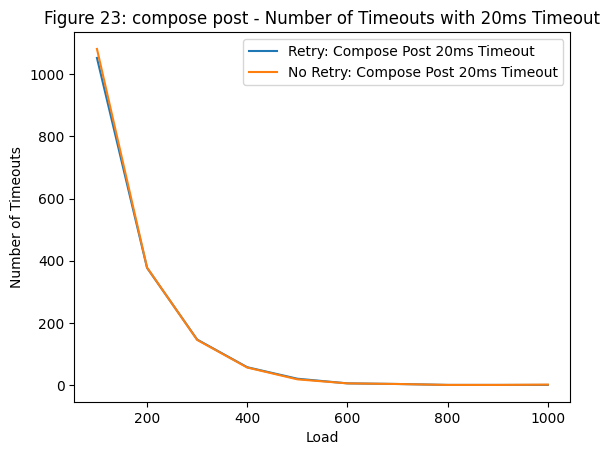 Figure 23: compose post - Number of Timeouts with 20ms Timeout
Retry: Compose Post 20ms Timeout
No Retry: Compose Post 20ms Timeout
Number of Timeouts
1000
800
600
400
200
0
200
400
600
800
1000
Load